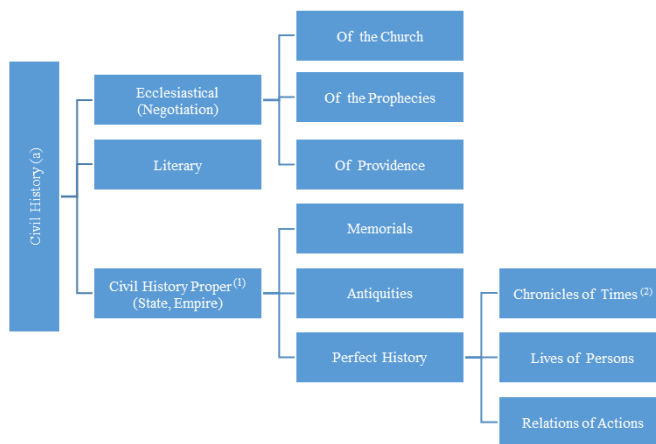 Civil History (a)
Ecclesiastical
(Negotiation)
Literary
Civil History Proper (1)
(State, Empire)
Of the Church
Of the Prophecies
Of Providence
Memorials
Antiquities
Perfect History
Chronicles of Times (2)
Lives of Persons
Relations of Actions